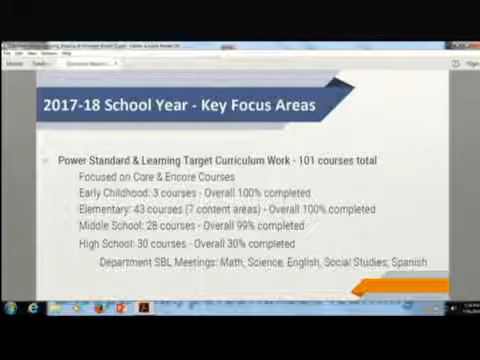 2017-18 School Year - Key Focus Areas
Power Standard & Learning Target Curriculum Work - 101 courses total
Focused on Core & Encore Courses
Early Childhood: 3 courses - Overall 100% completed
Elementary: 43 courses (7 content areas) - Overall 100% completed
Middle School: 28 courses - Overall 99% completed
High School: 30 courses - Overall 30% completed
Department SBL Meetings: Math, Science, English, Social Studies, Spanish